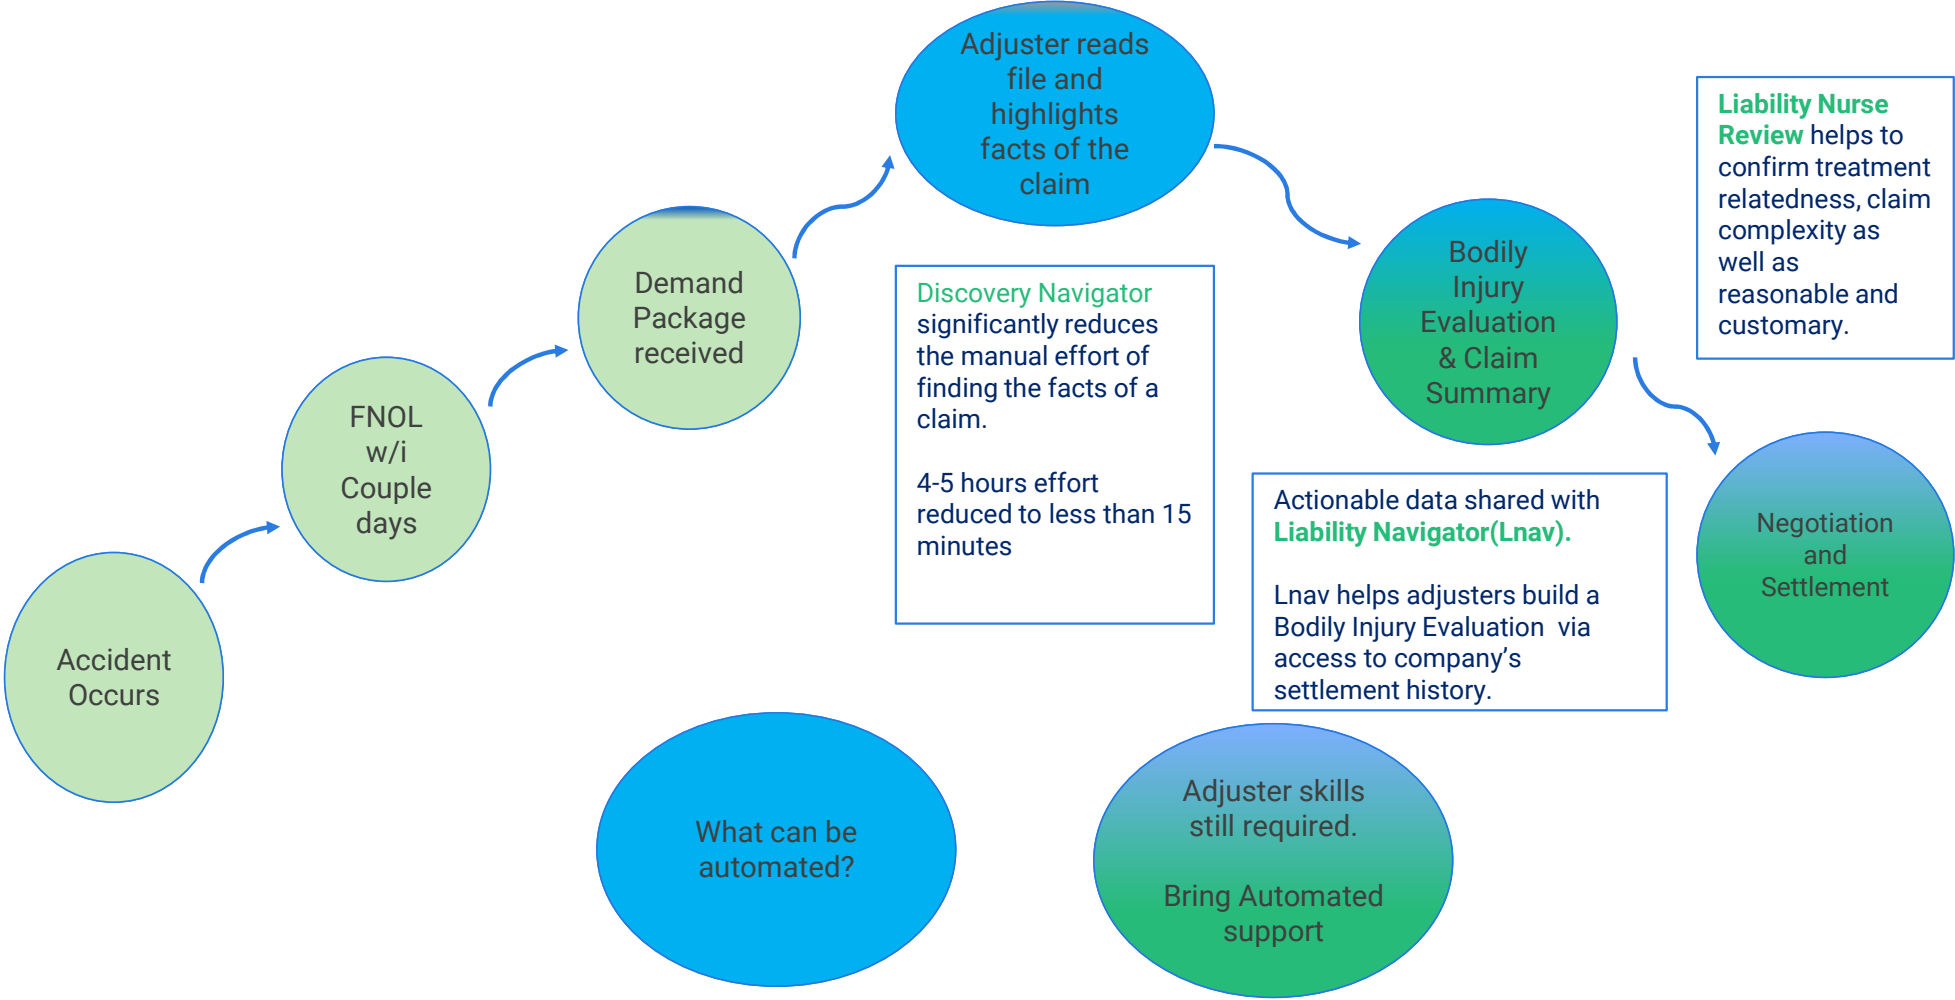 Accident
Occurs
FNOL
w/i
Couple
days
Demand
Package
received
Adjuster reads
file and
highlights
facts of the
claim
Discovery Navigator
significantly reduces
the manual effort of
finding the facts of a
claim.
4-5 hours effort
reduced to less than 15
minutes
Bodily
Injury
Evaluation
& Claim
Summary
Actionable data shared with
Liability Navigator(Lnav).
Lnav helps adjusters build a
Bodily Injury Evaluation  via
access to company’s
settlement history.
Liability Nurse
Review helps to
confirm treatment
relatedness, claim
complexity as
well as
reasonable and
customary.
Negotiation
and
Settlement
What can be
automated?
Adjuster skills
still required.
Bring Automated
support